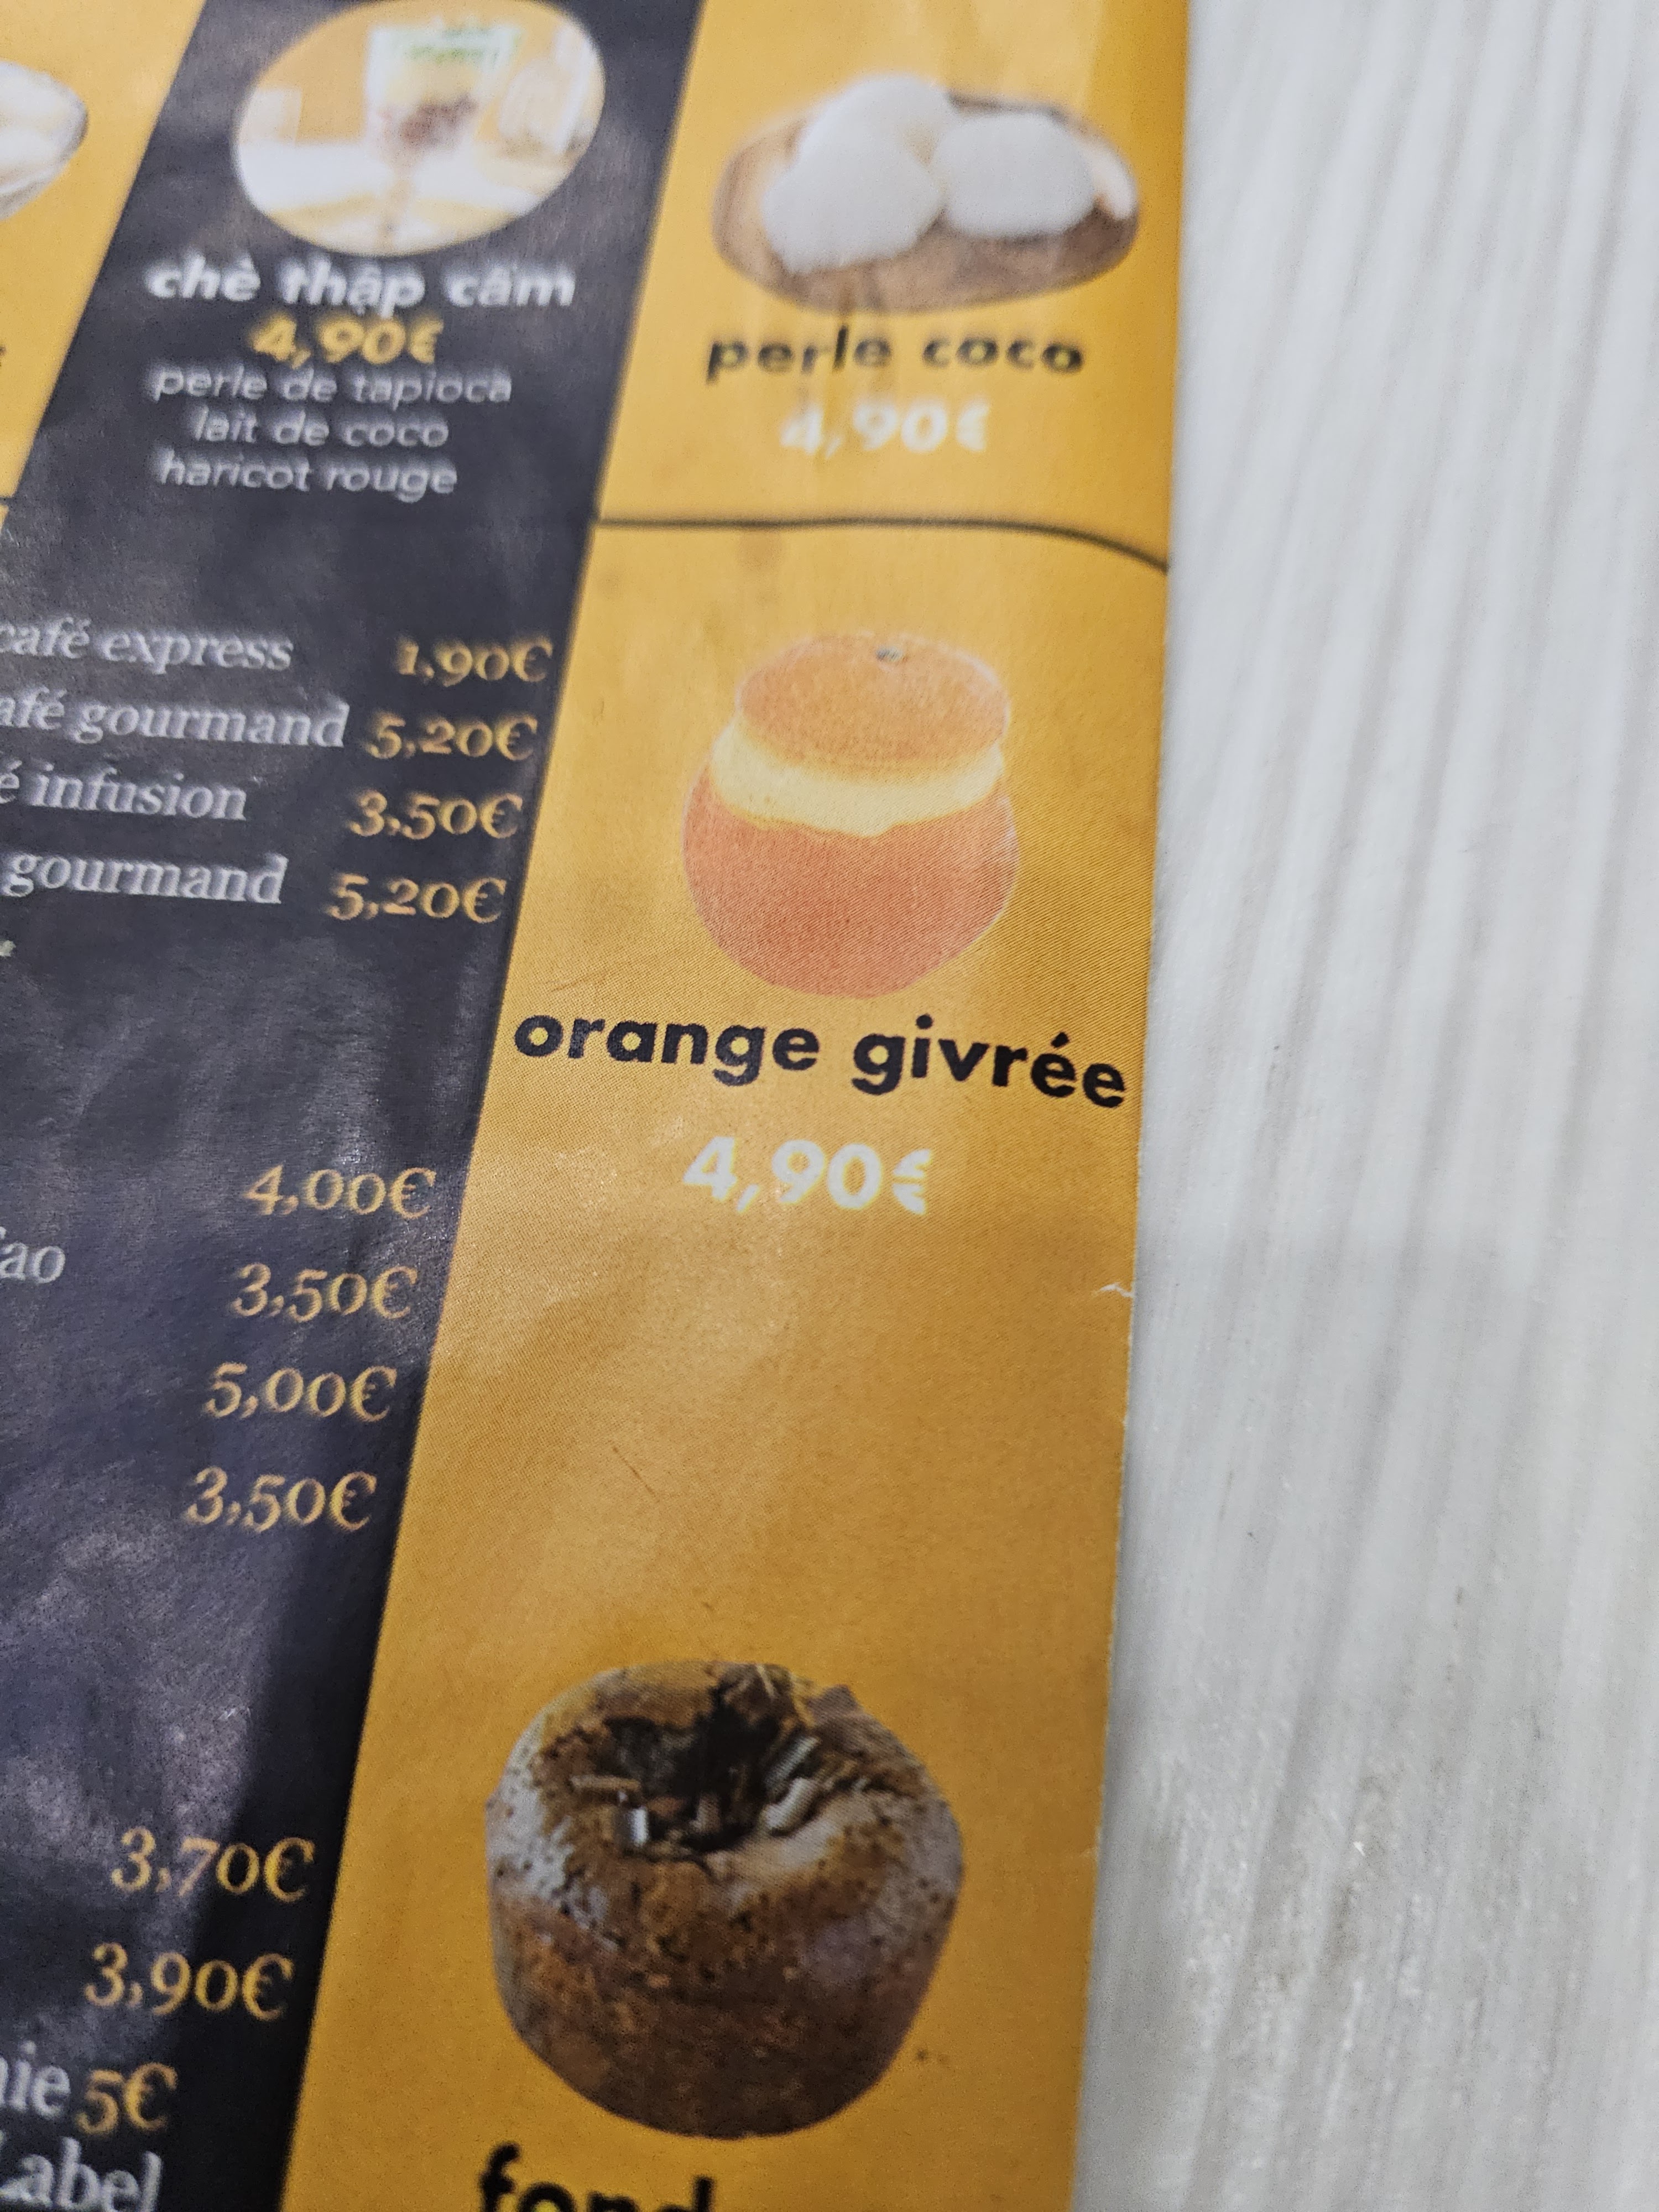 chè thập cẩm
4,90€
perle de tapioca
lait de coco
haricot rouge
perle coco
4,90€
café express 1,90€
afé gourmand 5,20€
é infusion 3,50€
gourmand 5,20€
orange givrée
4,90€
4,00€
ao 3,50€
5,00€
3,50€
3,70€
3,90€
nie 5€
Label
fond